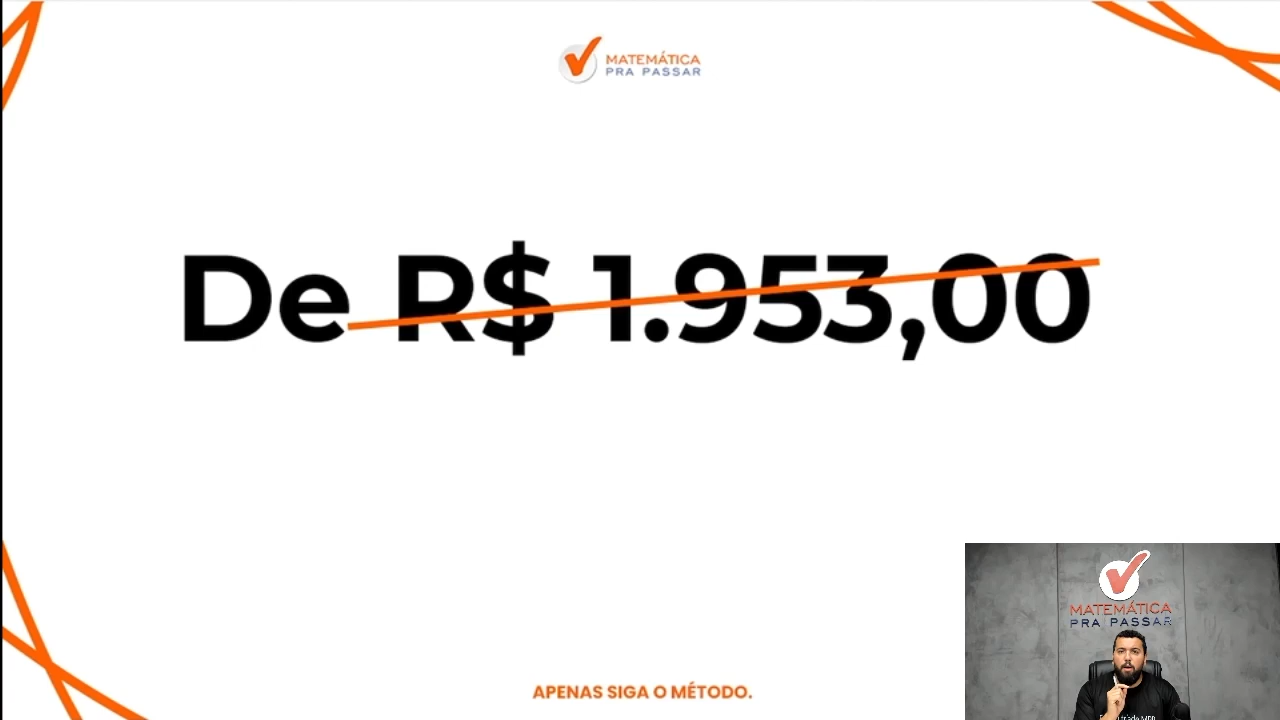 MATEMÁTICA
PRA PASSAR
De R$ 1.953,00
MATEMÁTICA
PRA PASSAR
APENAS SIGA O MÉTODO.